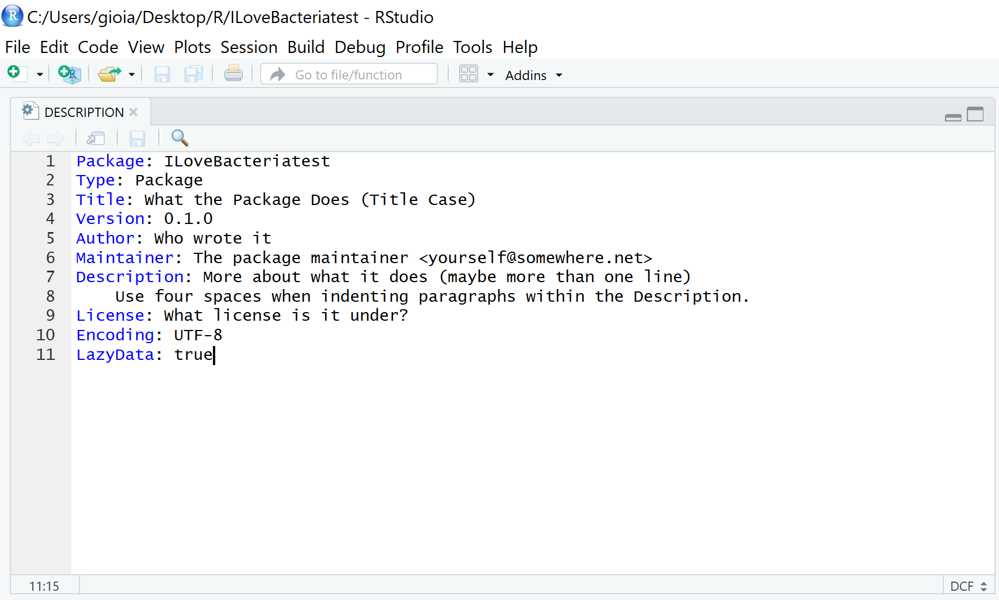 C:/Users/gioia/Desktop/R/ILoveBacteriatest - RStudio
File Edit Code View Plots Session Build Debug Profile Tools Help
R Go to file/function Addins
DESCRIPTION
1 Package: ILoveBacteriatest
2 Type: Package
3 Title: What the Package Does (Title Case)
4 Version: 0.1.0
5 Author: Who wrote it
6 Maintainer: The package maintainer <yourself@somewhere.net>
7 Description: More about what it does (maybe more than one line)
8     Use four spaces when indenting paragraphs within the Description.
9 License: What license is it under?
10 Encoding: UTF-8
11 LazyData: true
11:15 DCF